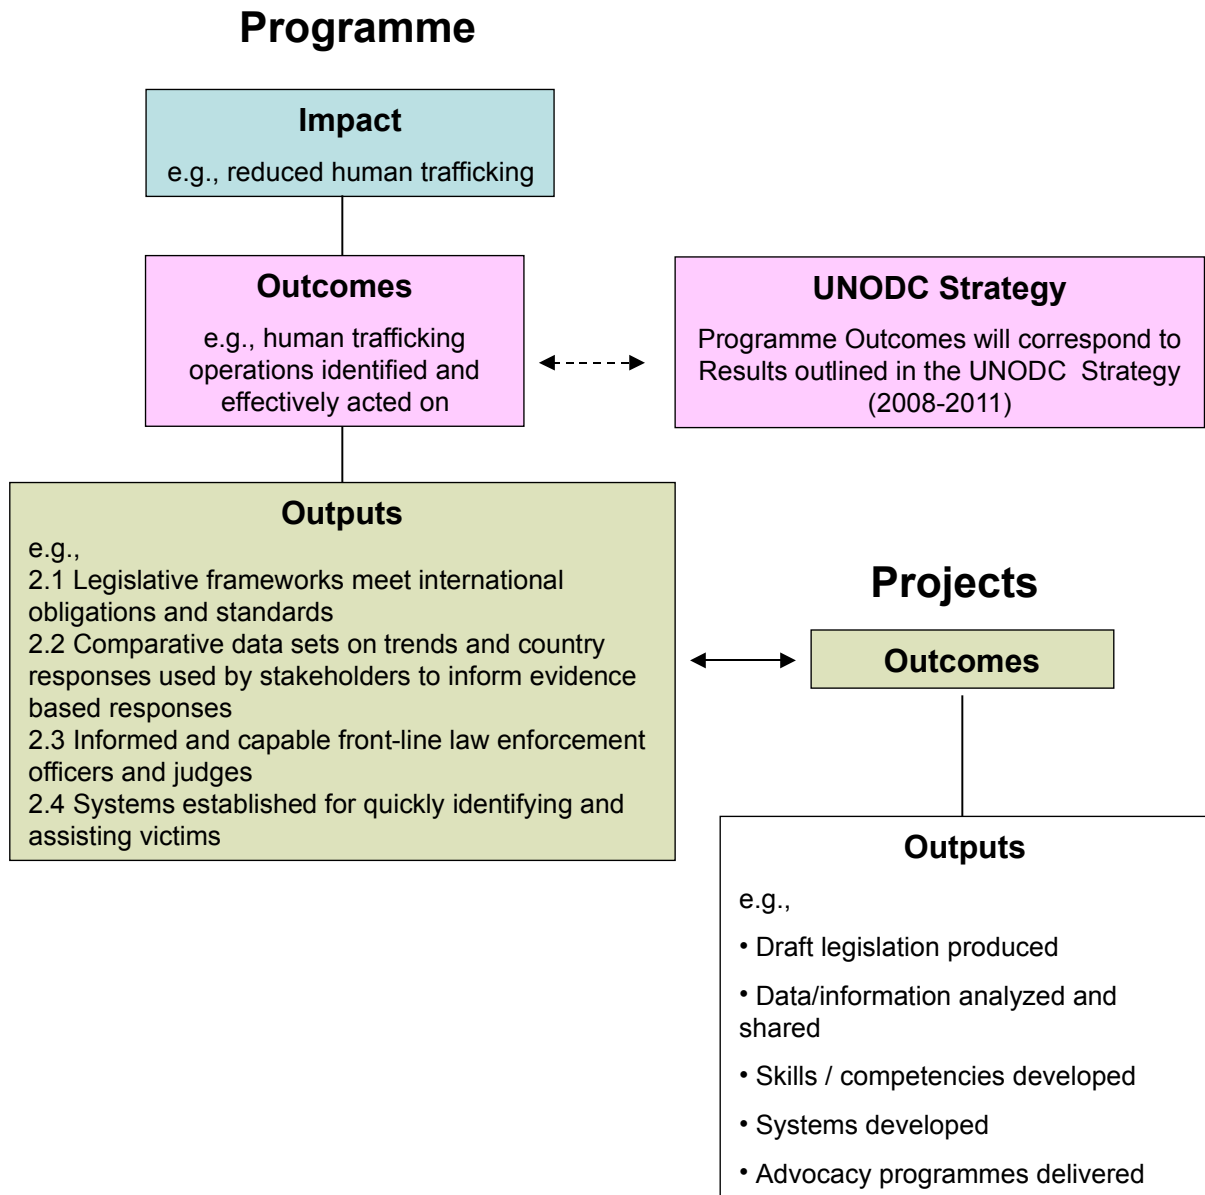 Programme
Impact
e.g., reduced human trafficking
Outcomes
e.g., human trafficking
operations identified and
effectively acted on
UNODC Strategy
Programme Outcomes will correspond to
Results outlined in the UNODC  Strategy
(2008-2011)
Outputs
e.g.,
2.1 Legislative frameworks meet international
obligations and standards
2.2 Comparative data sets on trends and country
responses used by stakeholders to inform evidence
based responses
2.3 Informed and capable front-line law enforcement
officers and judges
2.4 Systems established for quickly identifying and
assisting victims
Projects
Outcomes
Outputs
e.g.,
• Draft legislation produced
• Data/information analyzed and
shared
• Skills / competencies developed
• Systems developed
• Advocacy programmes delivered